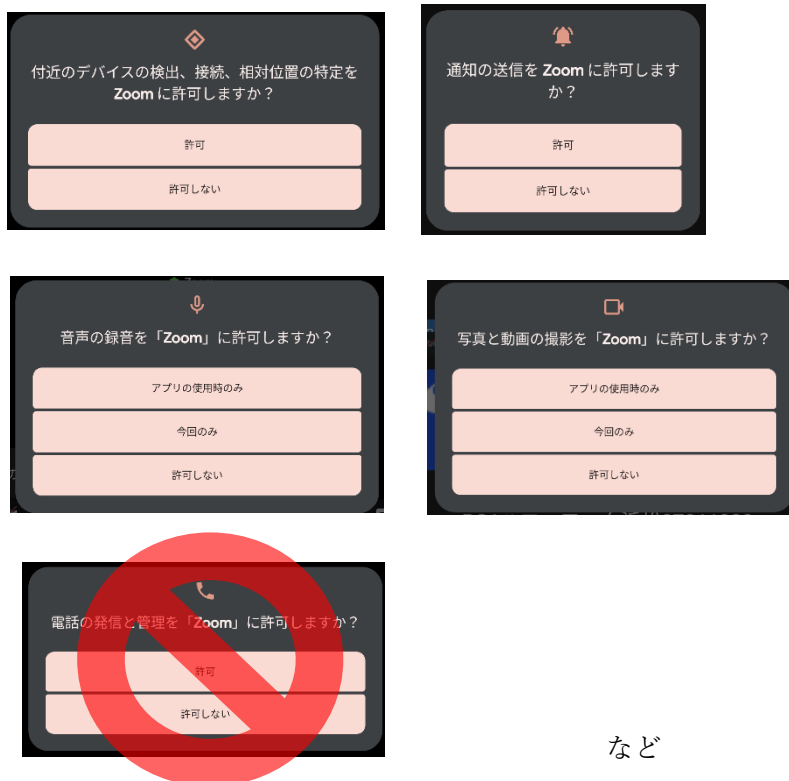 付近のデバイスの検出、接続、相対位置の特定を
Zoom に許可しますか？
許可
許可しない
通知の送信を Zoom に許可します
か？
許可
許可しない
音声の録音を「Zoom」に許可しますか？
アプリの使用時のみ
今回のみ
許可しない
写真と動画の撮影を「Zoom」に許可しますか？
アプリの使用時のみ
今回のみ
許可しない
電話の発信と管理を「Zoom」に許可しますか？
許可
許可しない
など